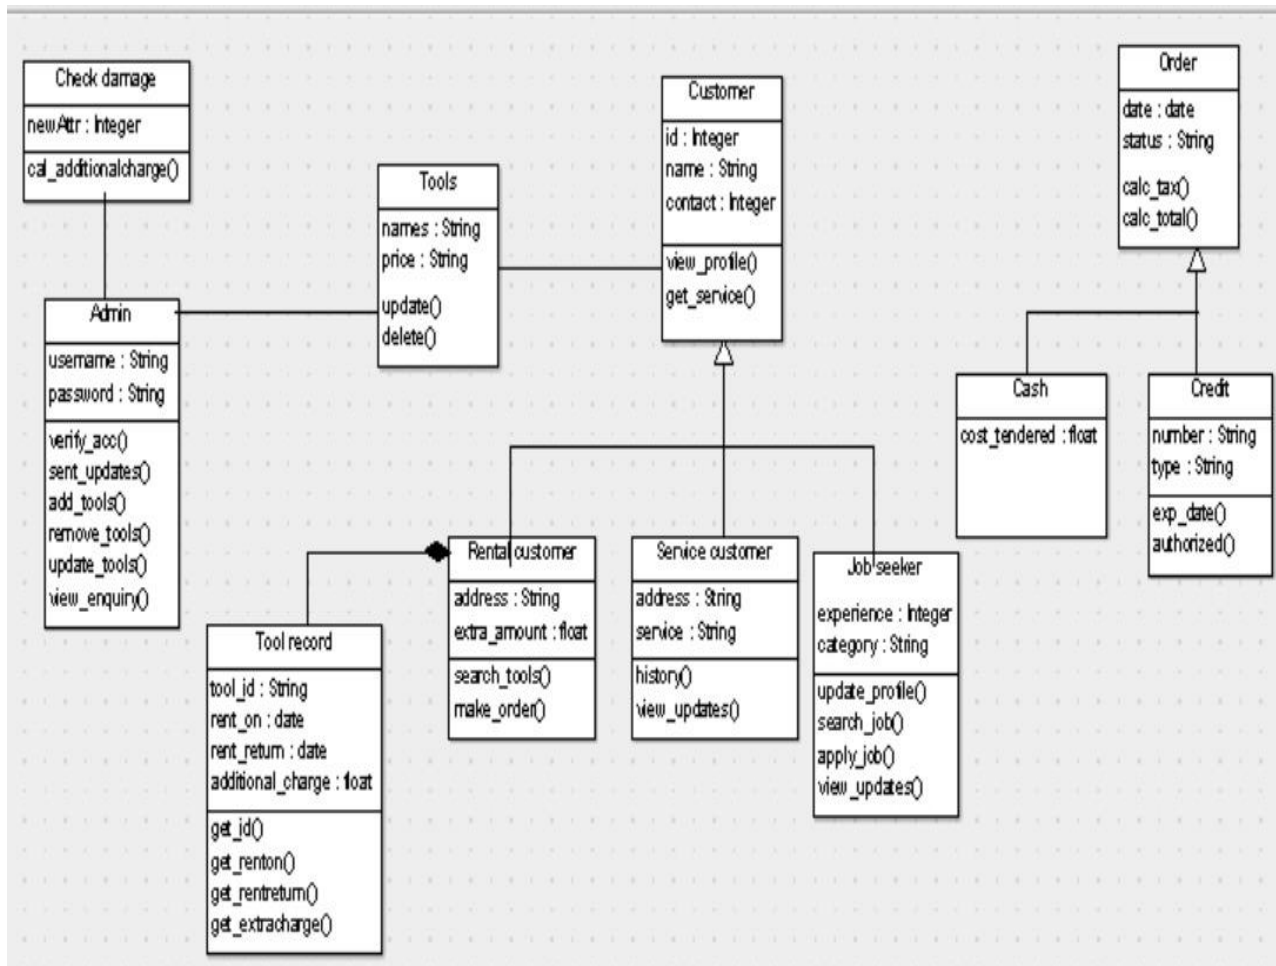 Check damage
newAttr : Integer
cal_additionalcharge()
Admin
username : String
password : String
verify_acc()
sent_updates()
add_tools()
remove_tools()
update_tools()
view_enquiry()
Tools
names : String
price : String
update()
delete()
Customer
id : Integer
name : String
contact : Integer
view_profile()
get_service()
Order
date : date
status : String
calc_tax()
calc_total()
Cash
cost_tendered : float
Credit
number : String
type : String
exp_date()
authorized()
Tool record
tool_id : String
rent_on : date
rent_return : date
additional_charge : float
get_id()
get_renton()
get_rentreturn()
get_extracharge()
Rental customer
address : String
extra_amount : float
search_tools()
make_order()
Service customer
address : String
service : String
history()
view_updates()
Job seeker
experience : Integer
category : String
update_profile()
search_job()
apply_job()
view_updates()